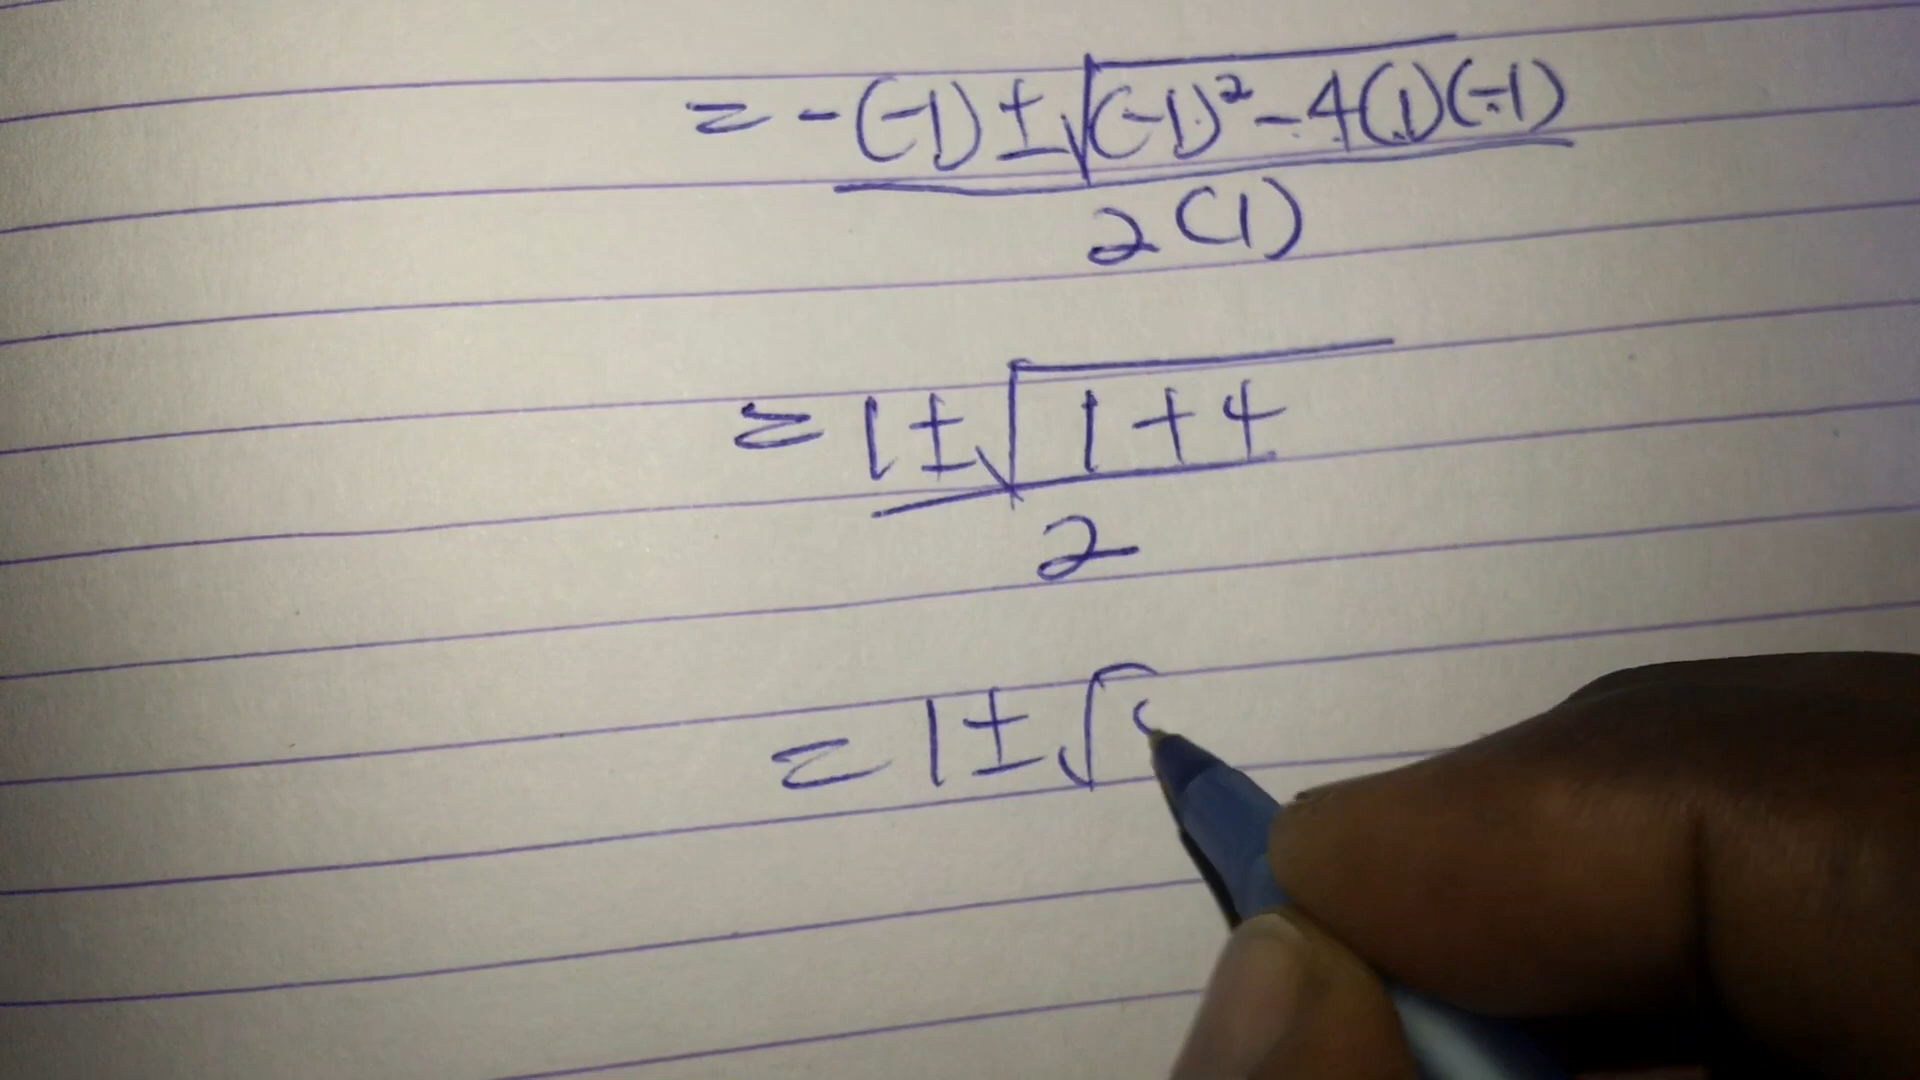 = -(-1) ± √(-1)² - 4(1)(-1)
2(1)
= 1 ± √1 + 4
2
= 1 ± √